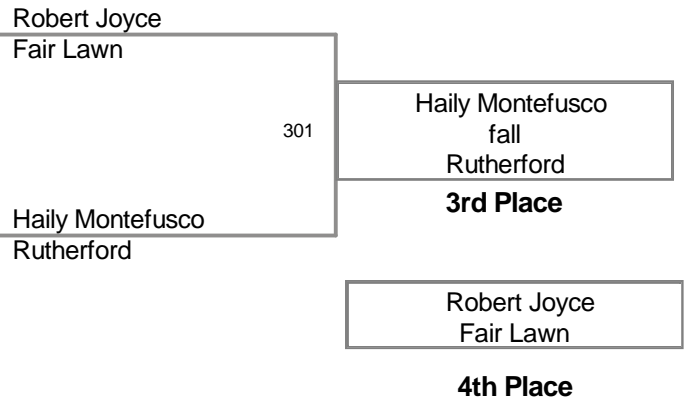 Robert Joyce
Fair Lawn
301
Haily Montefusco
Rutherford
Haily Montefusco
fall
Rutherford
3rd Place
Robert Joyce
Fair Lawn
4th Place